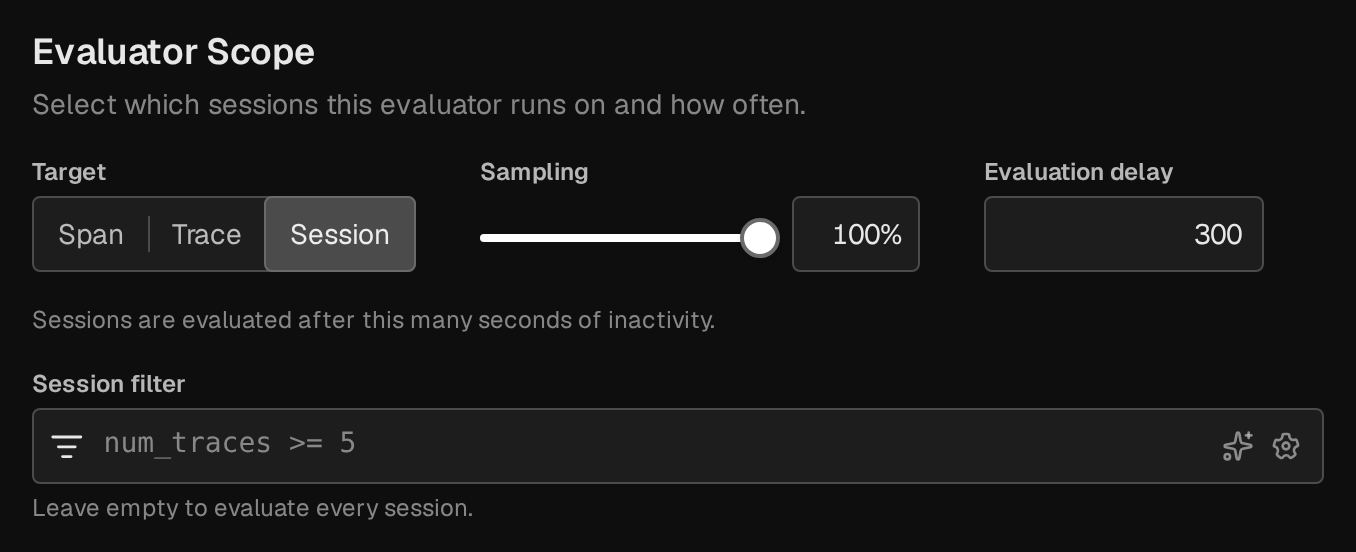 Evaluator Scope
Select which sessions this evaluator runs on and how often.
Target
Sampling
Evaluation delay
Span
Trace
Session
100%
300
Sessions are evaluated after this many seconds of inactivity.
Session filter
num_traces >= 5
Leave empty to evaluate every session.